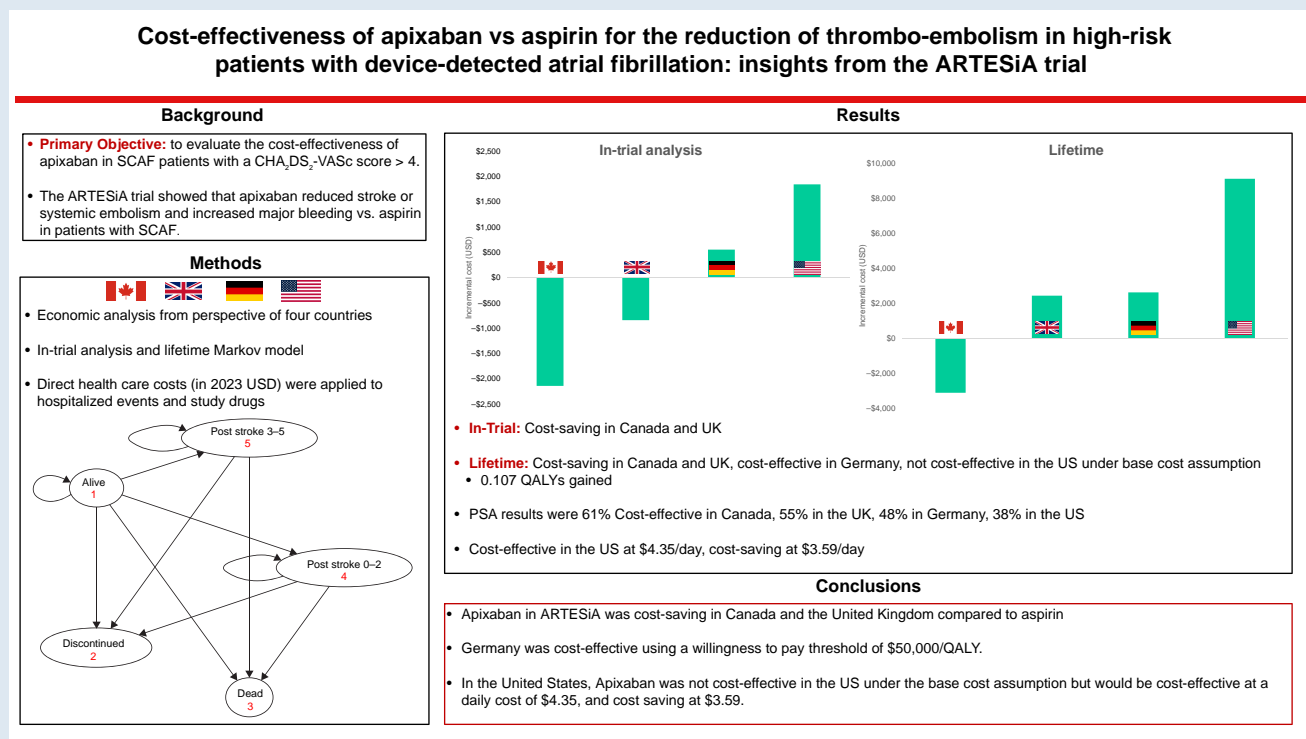 Cost-effectiveness of apixaban vs aspirin for the reduction of thrombo-embolism in high-risk
patients with device-detected atrial fibrillation: insights from the ARTESiA trial
Background
• Primary Objective: to evaluate the cost-effectiveness of
apixaban in SCAF patients with a CHA2DS2-VASc score > 4.
• The ARTESiA trial showed that apixaban reduced stroke or
systemic embolism and increased major bleeding vs. aspirin
in patients with SCAF.
Methods
• Economic analysis from perspective of four countries
• In-trial analysis and lifetime Markov model
• Direct health care costs (in 2023 USD) were applied to
hospitalized events and study drugs
Post stroke 3–5
5
Alive
1
Post stroke 0–2
4
Discontinued
2
Dead
3
Results
In-trial analysis
Incremental cost (USD)
$2,500
$2,000
$1,500
$1,000
$500
$0
–$500
–$1,000
–$1,500
–$2,000
–$2,500
Lifetime
Incremental cost (USD)
$10,000
$8,000
$6,000
$4,000
$2,000
$0
–$2,000
–$4,000
• In-Trial: Cost-saving in Canada and UK
• Lifetime: Cost-saving in Canada and UK, cost-effective in Germany, not cost-effective in the US under base cost assumption
• 0.107 QALYs gained
• PSA results were 61% Cost-effective in Canada, 55% in the UK, 48% in Germany, 38% in the US
• Cost-effective in the US at $4.35/day, cost-saving at $3.59/day
Conclusions
• Apixaban in ARTESiA was cost-saving in Canada and the United Kingdom compared to aspirin
• Germany was cost-effective using a willingness to pay threshold of $50,000/QALY.
• In the United States, Apixaban was not cost-effective in the US under the base cost assumption but would be cost-effective at a
daily cost of $4.35, and cost saving at $3.59.